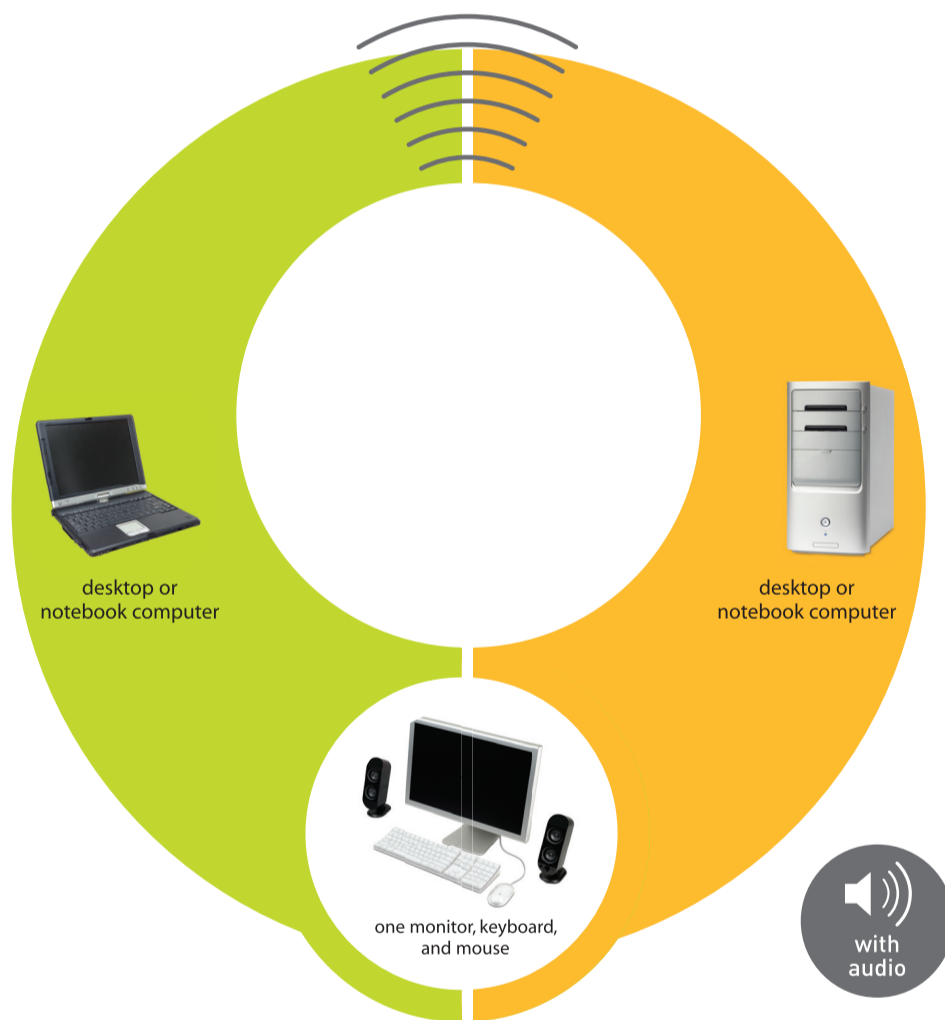 desktop or
notebook computer
desktop or
notebook computer
one monitor, keyboard,
and mouse
with
audio